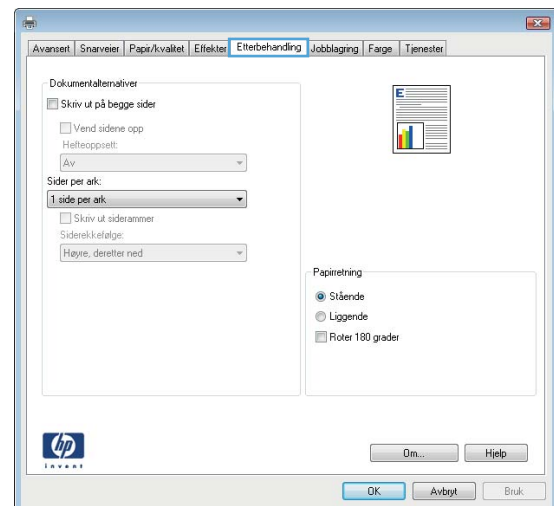 Avansert Snarveier Papir/kvalitet Effekter Etterbehandling Jobblagring Farge Tjenester
Dokumentalternativer
Skriv ut på begge sider
Vend sidene opp
Hefteoppsett:
Av
Sider per ark:
1 side per ark
Skriv ut siderammer
Siderekkefølge:
Høyre, deretter ned
E
Papirretning
Stående
Liggende
Roter 180 grader
hp
invent
Om... Hjelp
OK Avbryt Bruk